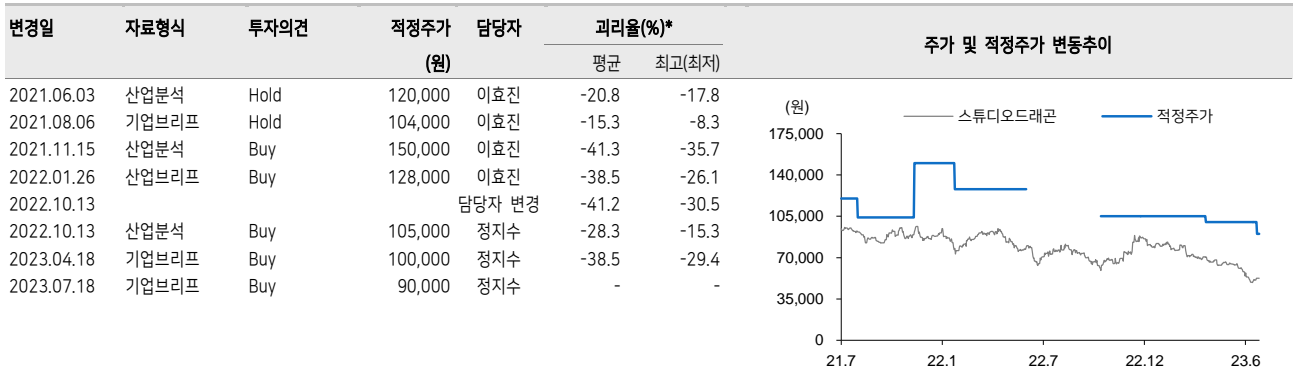 변경일 자료형식 투자의견 적정주가 담당자 괴리율(%)* 주가 및 적정주가 변동추이
(원) 평균 최고(최저)
2021.06.03 산업분석 Hold 120,000 이효진 -20.8 -17.8
2021.08.06 기업브리프 Hold 104,000 이효진 -15.3 -8.3
2021.11.15 산업분석 Buy 150,000 이효진 -41.3 -35.7
2022.01.26 산업브리프 Buy 128,000 이효진 -38.5 -26.1
2022.10.13 담당자 변경 -41.2 -30.5
2022.10.13 산업분석 Buy 105,000 정지수 -28.3 -15.3
2023.04.18 기업브리프 Buy 100,000 정지수 -38.5 -29.4
2023.07.18 기업브리프 Buy 90,000 정지수 - -
(원) 스튜디오드래곤 적정주가
175,000
140,000
105,000
70,000
35,000
0
21.7 22.1 22.7 22.12 23.6